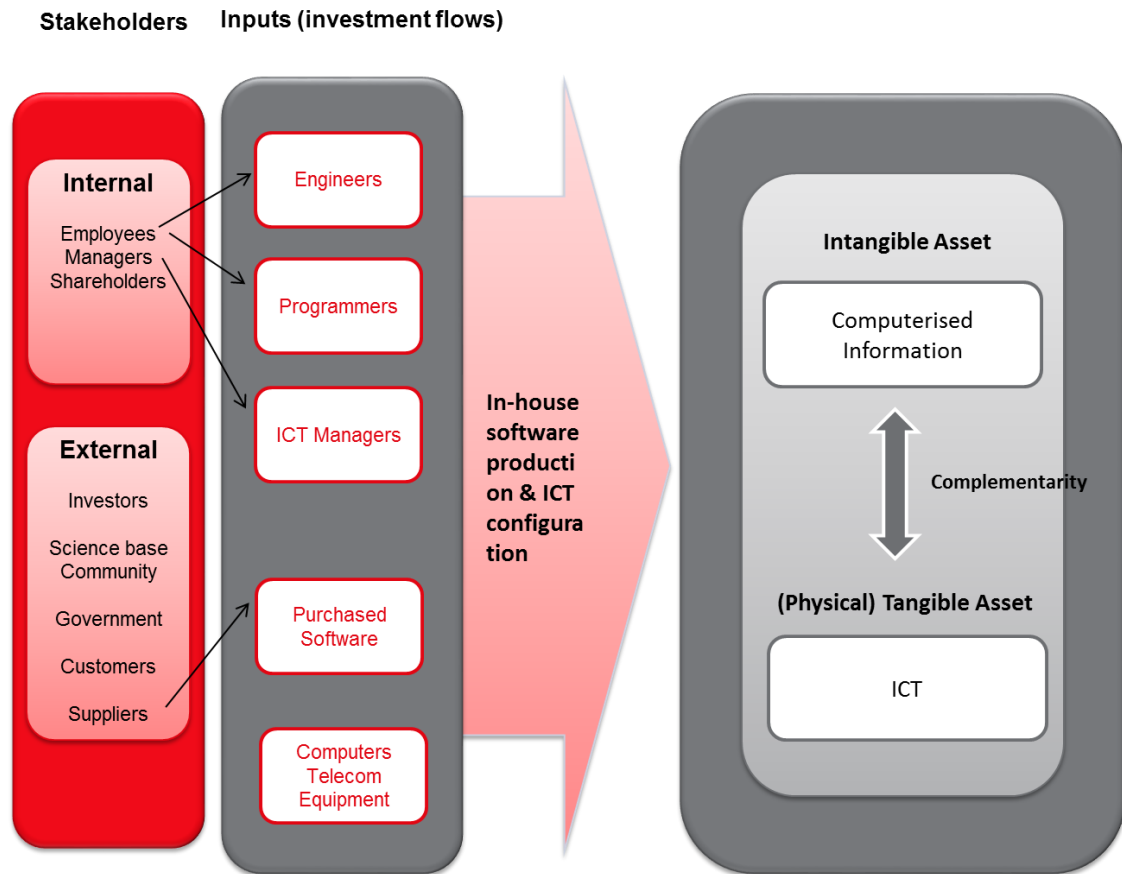 Stakeholders
Inputs (investment flows)
Internal
Employees
Managers
Shareholders
External
Investors
Science base
Community
Government
Customers
Suppliers
Engineers
Programmers
ICT Managers
Purchased
Software
Computers
Telecom
Equipment
In-house
software
producti
on & ICT
configura
tion
Intangible Asset
Computerised
Information
Complementarity
(Physical) Tangible Asset
ICT